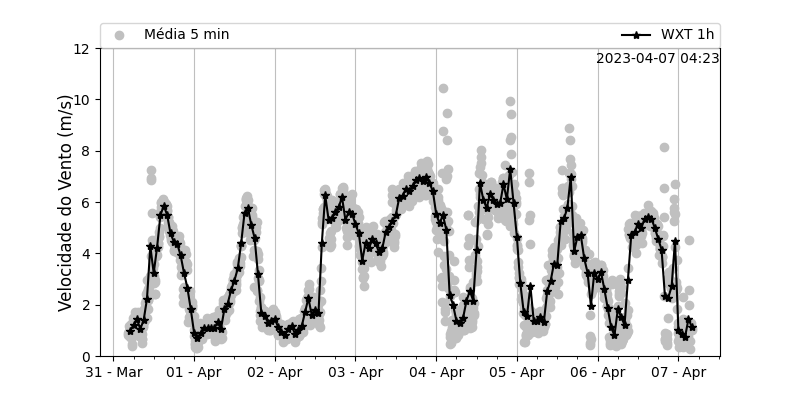 Média 5 min
WXT 1h
2023-04-07 04:23
Velocidade do Vento (m/s)
12
10
8
6
4
2
0
31 - Mar
01 - Apr
02 - Apr
03 - Apr
04 - Apr
05 - Apr
06 - Apr
07 - Apr